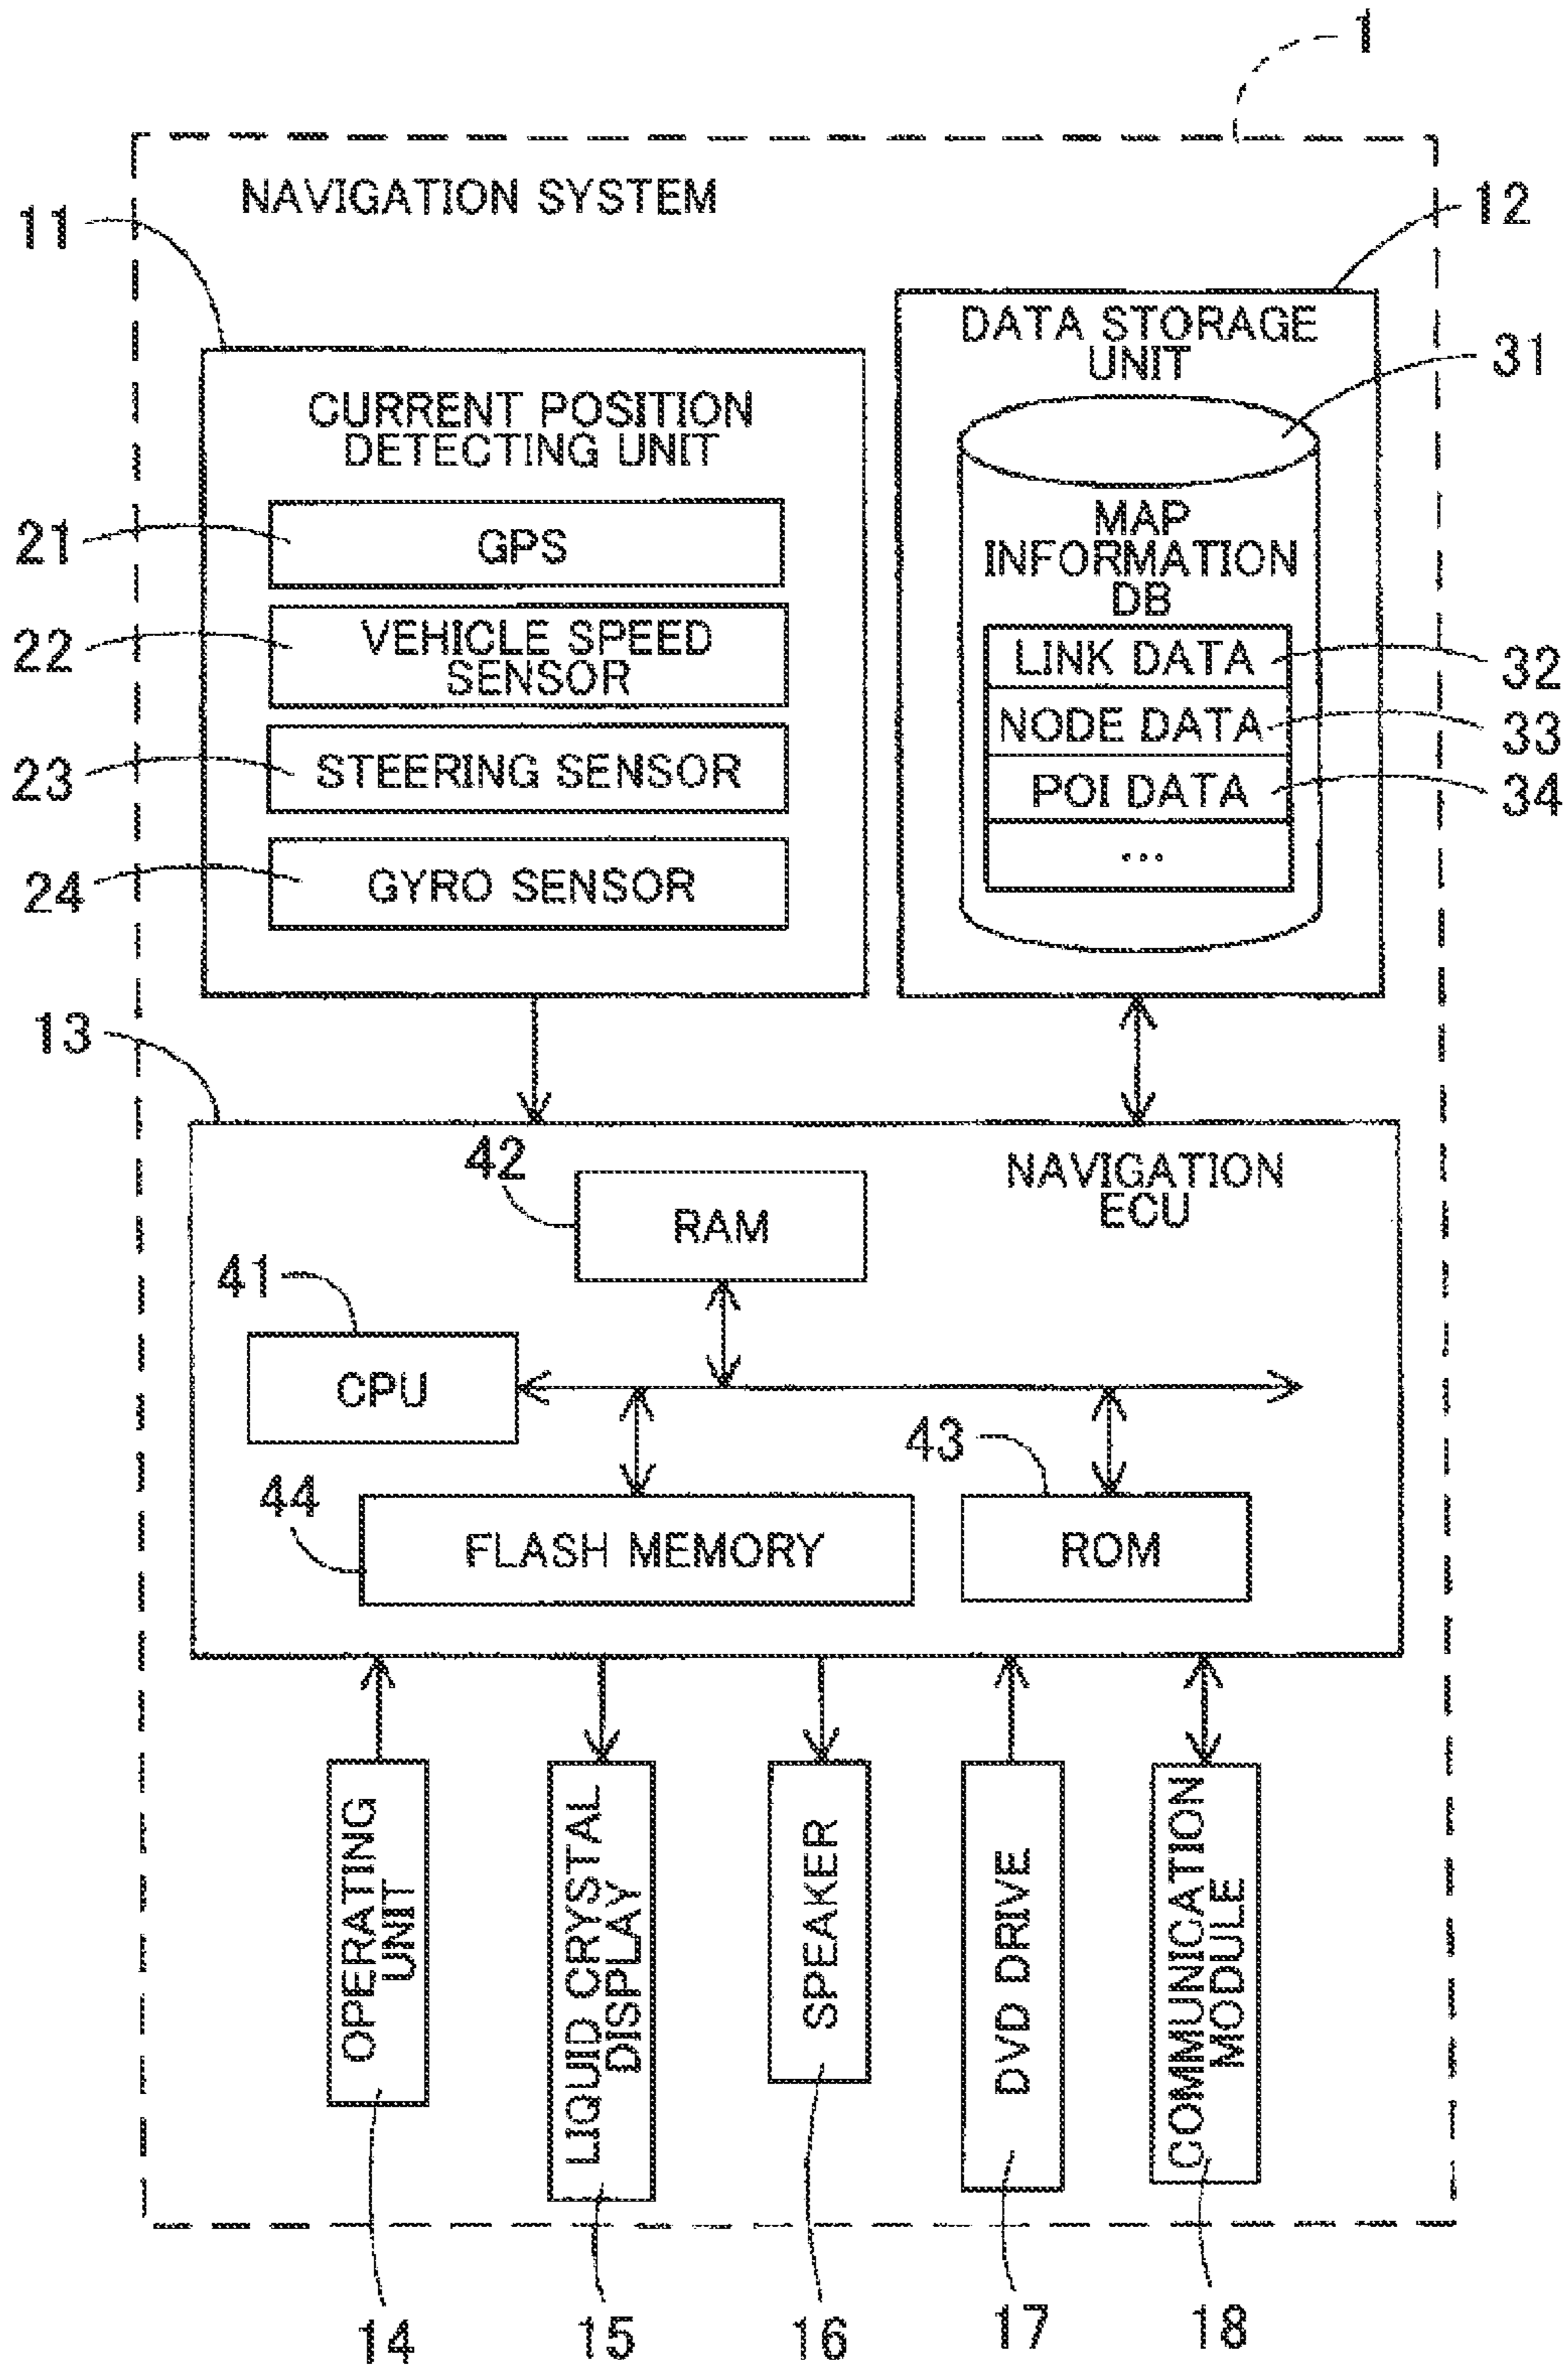 1
NAVIGATION SYSTEM
11
12
DATA STORAGE
UNIT
31
CURRENT POSITION
DETECTING UNIT
21
GPS
22
VEHICLE SPEED
SENSOR
23
STEERING SENSOR
24
GYRO SENSOR
MAP
INFORMATION
DB
LINK DATA
32
NODE DATA
33
POI DATA
34
...
13
NAVIGATION
ECU
42
RAM
41
CPU
43
44
FLASH MEMORY
ROM
OPERATING
UNIT
LIQUID CRYSTAL
DISPLAY
SPEAKER
DVD DRIVE
COMMUNICATION
MODULE
14
15
16
17
18